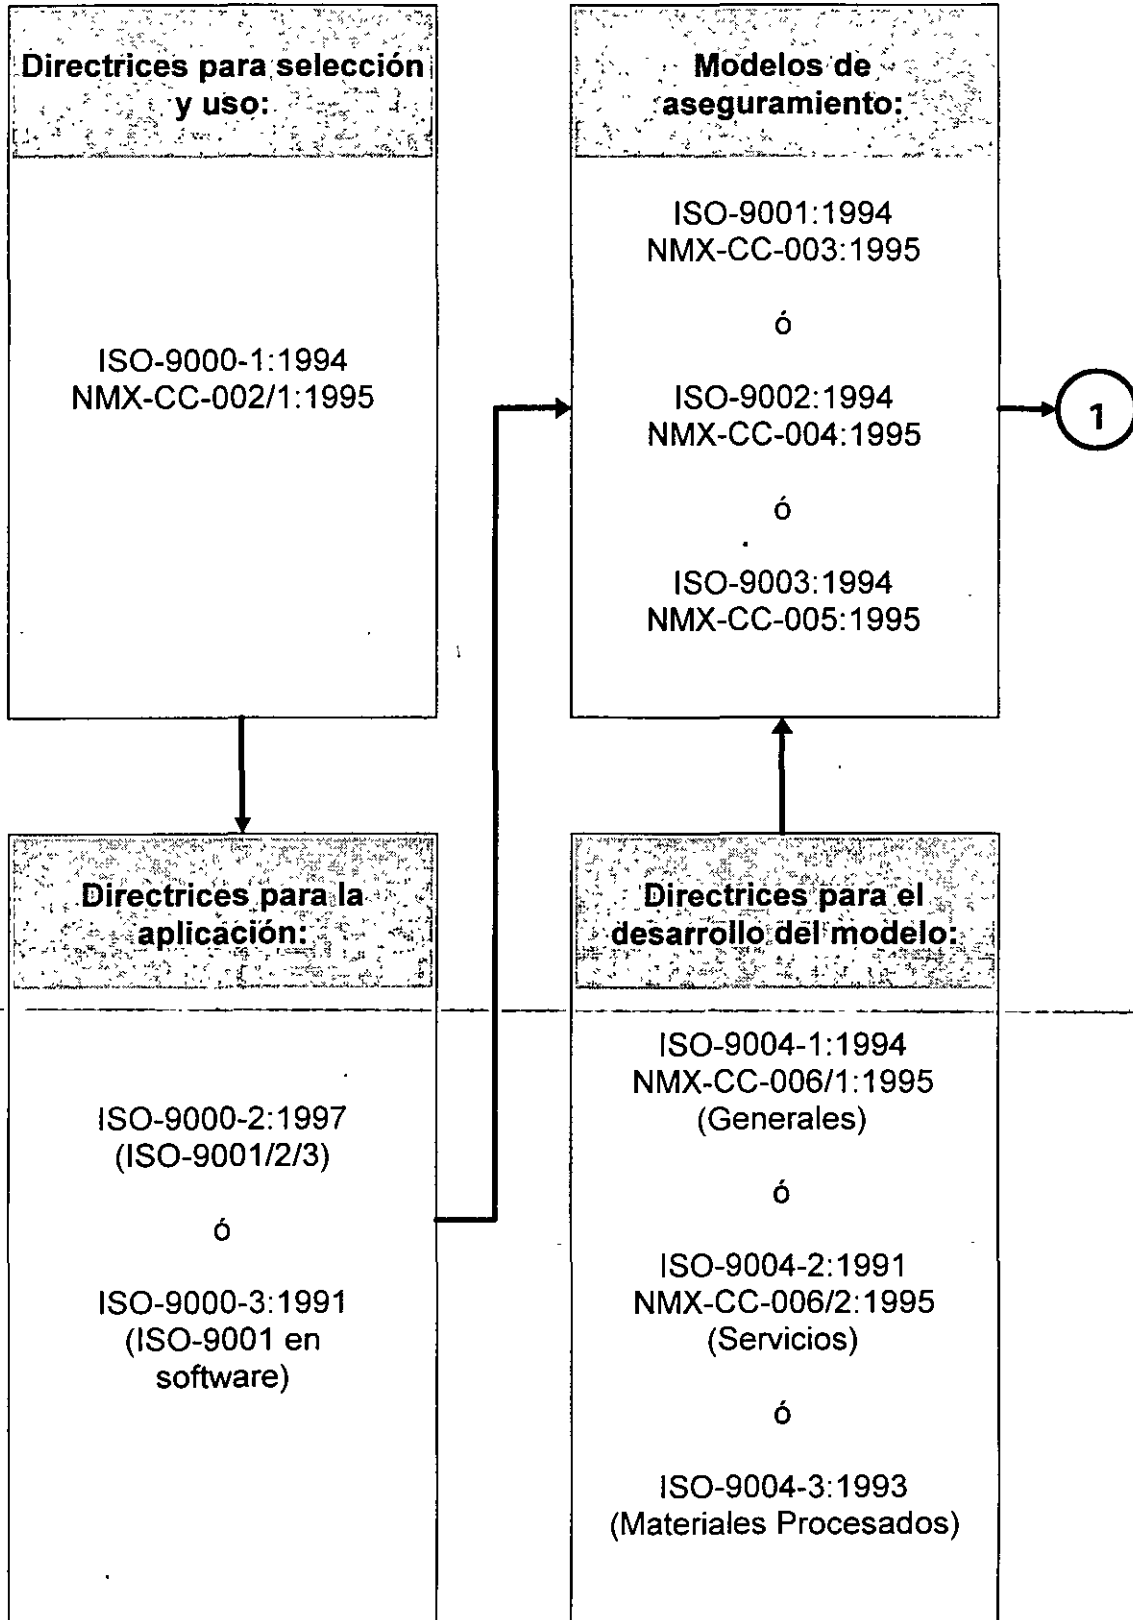 Directrices para selección
y uso:
ISO-9000-1:1994
NMX-CC-002/1:1995
Directrices para la
aplicación:
ISO-9000-2:1997
(ISO-9001/2/3)
ó
ISO-9000-3:1991
(ISO-9001 en
software)
Modelos de
aseguramiento:
ISO-9001:1994
NMX-CC-003:1995
ó
ISO-9002:1994
NMX-CC-004:1995
ó
ISO-9003:1994
NMX-CC-005:1995
1
Directrices para el
desarrollo del modelo:
ISO-9004-1:1994
NMX-CC-006/1:1995
(Generales)
ó
ISO-9004-2:1991
NMX-CC-006/2:1995
(Servicios)
ó
ISO-9004-3:1993
(Materiales Procesados)